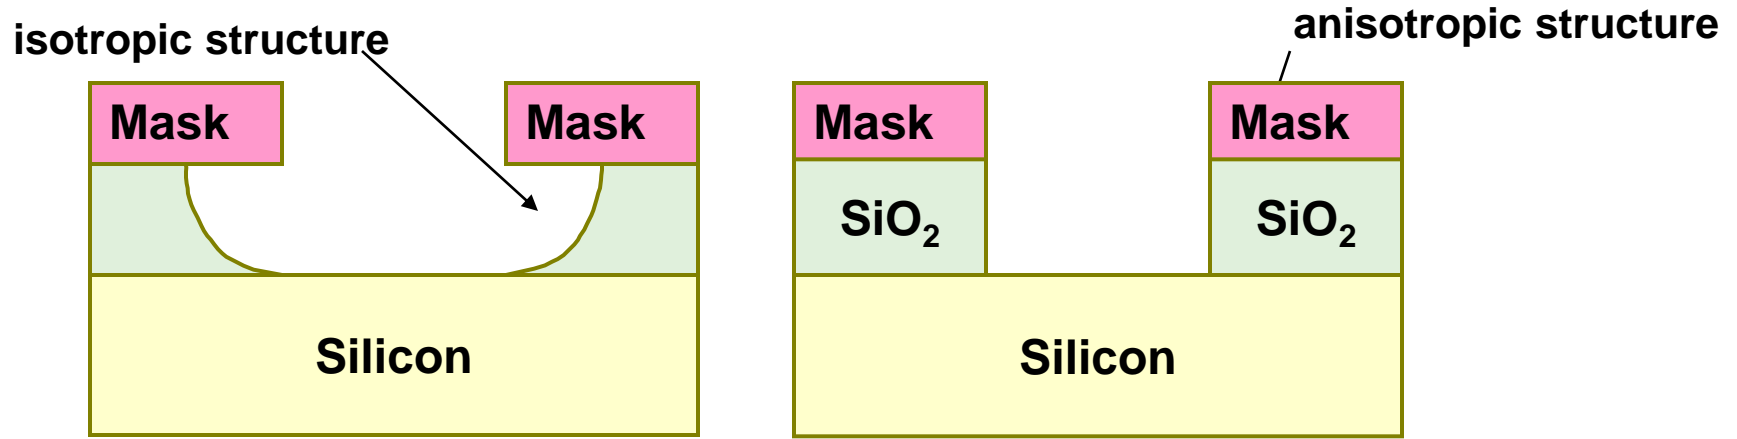 isotropic structure
anisotropic structure
Mask
Mask
Mask
Mask
SiO₂
SiO₂
Silicon
Silicon